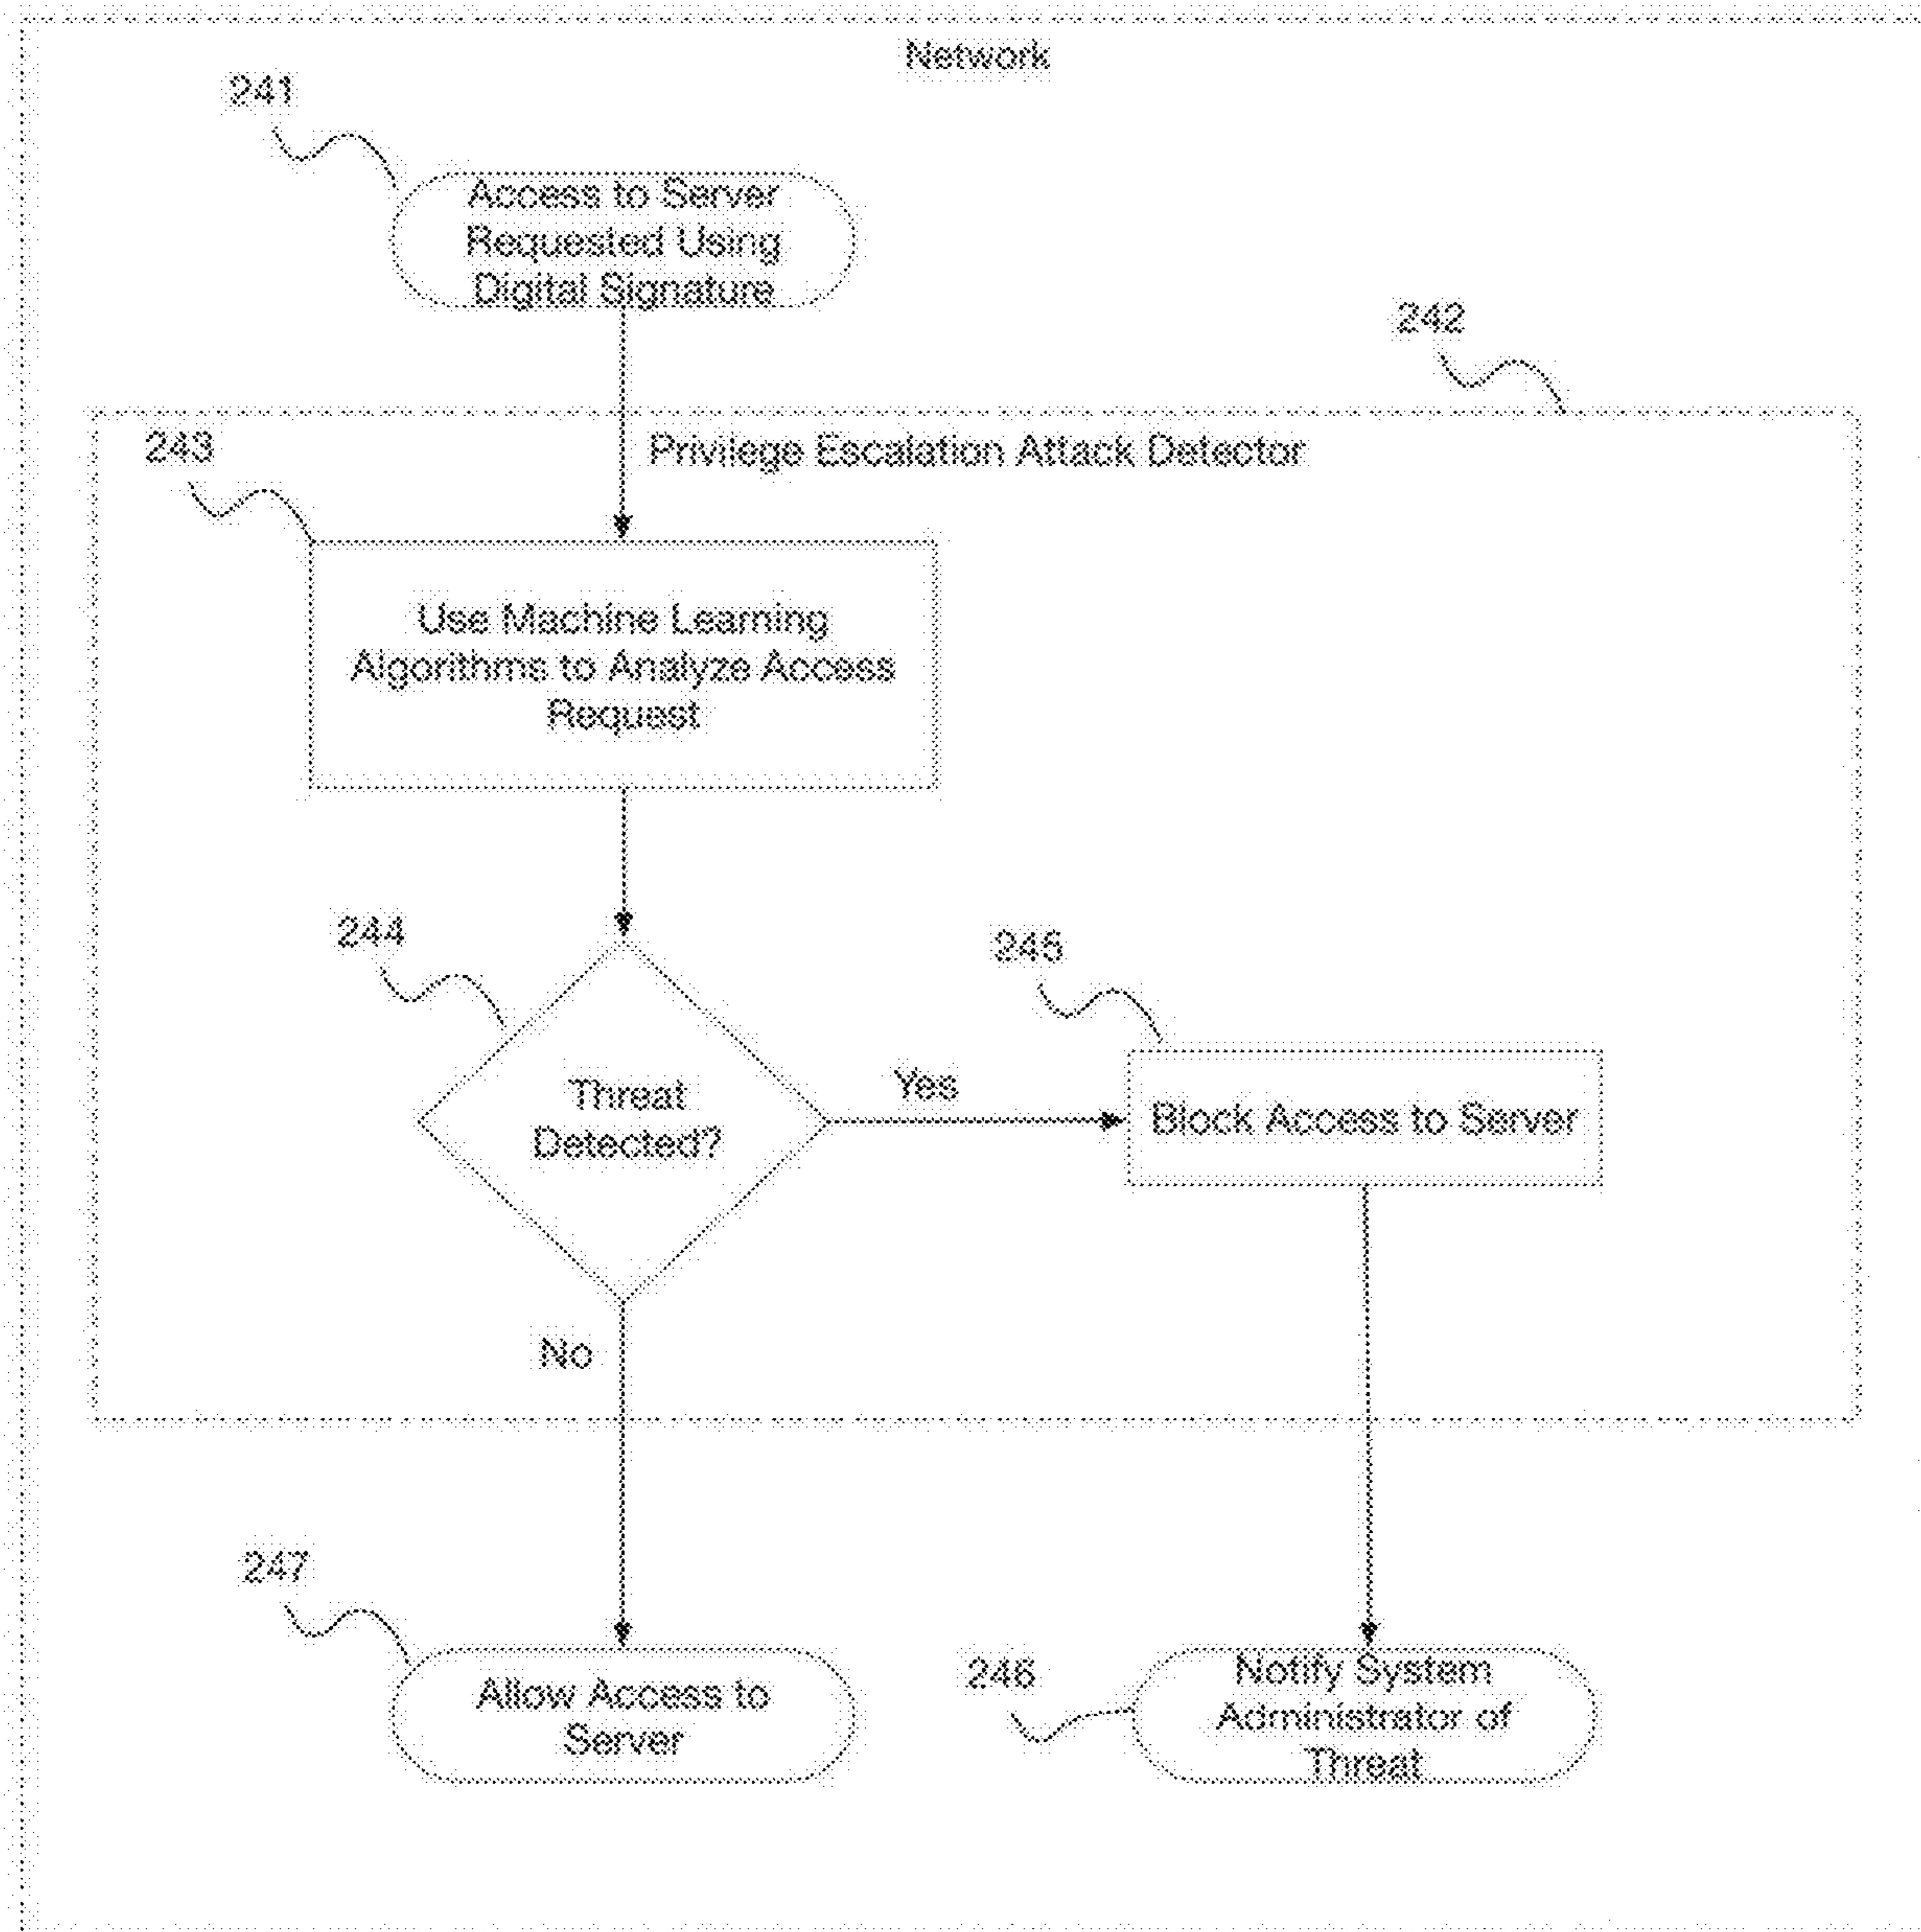 Network
241
Access to Server
Requested Using
Digital Signature
242
243
Privilege Escalation Attack Detector
Use Machine Learning
Algorithms to Analyze Access
Request
244
245
Threat
Detected?
Yes
Block Access to Server
No
247
246
Allow Access to
Server
Notify System
Administrator of
Threat